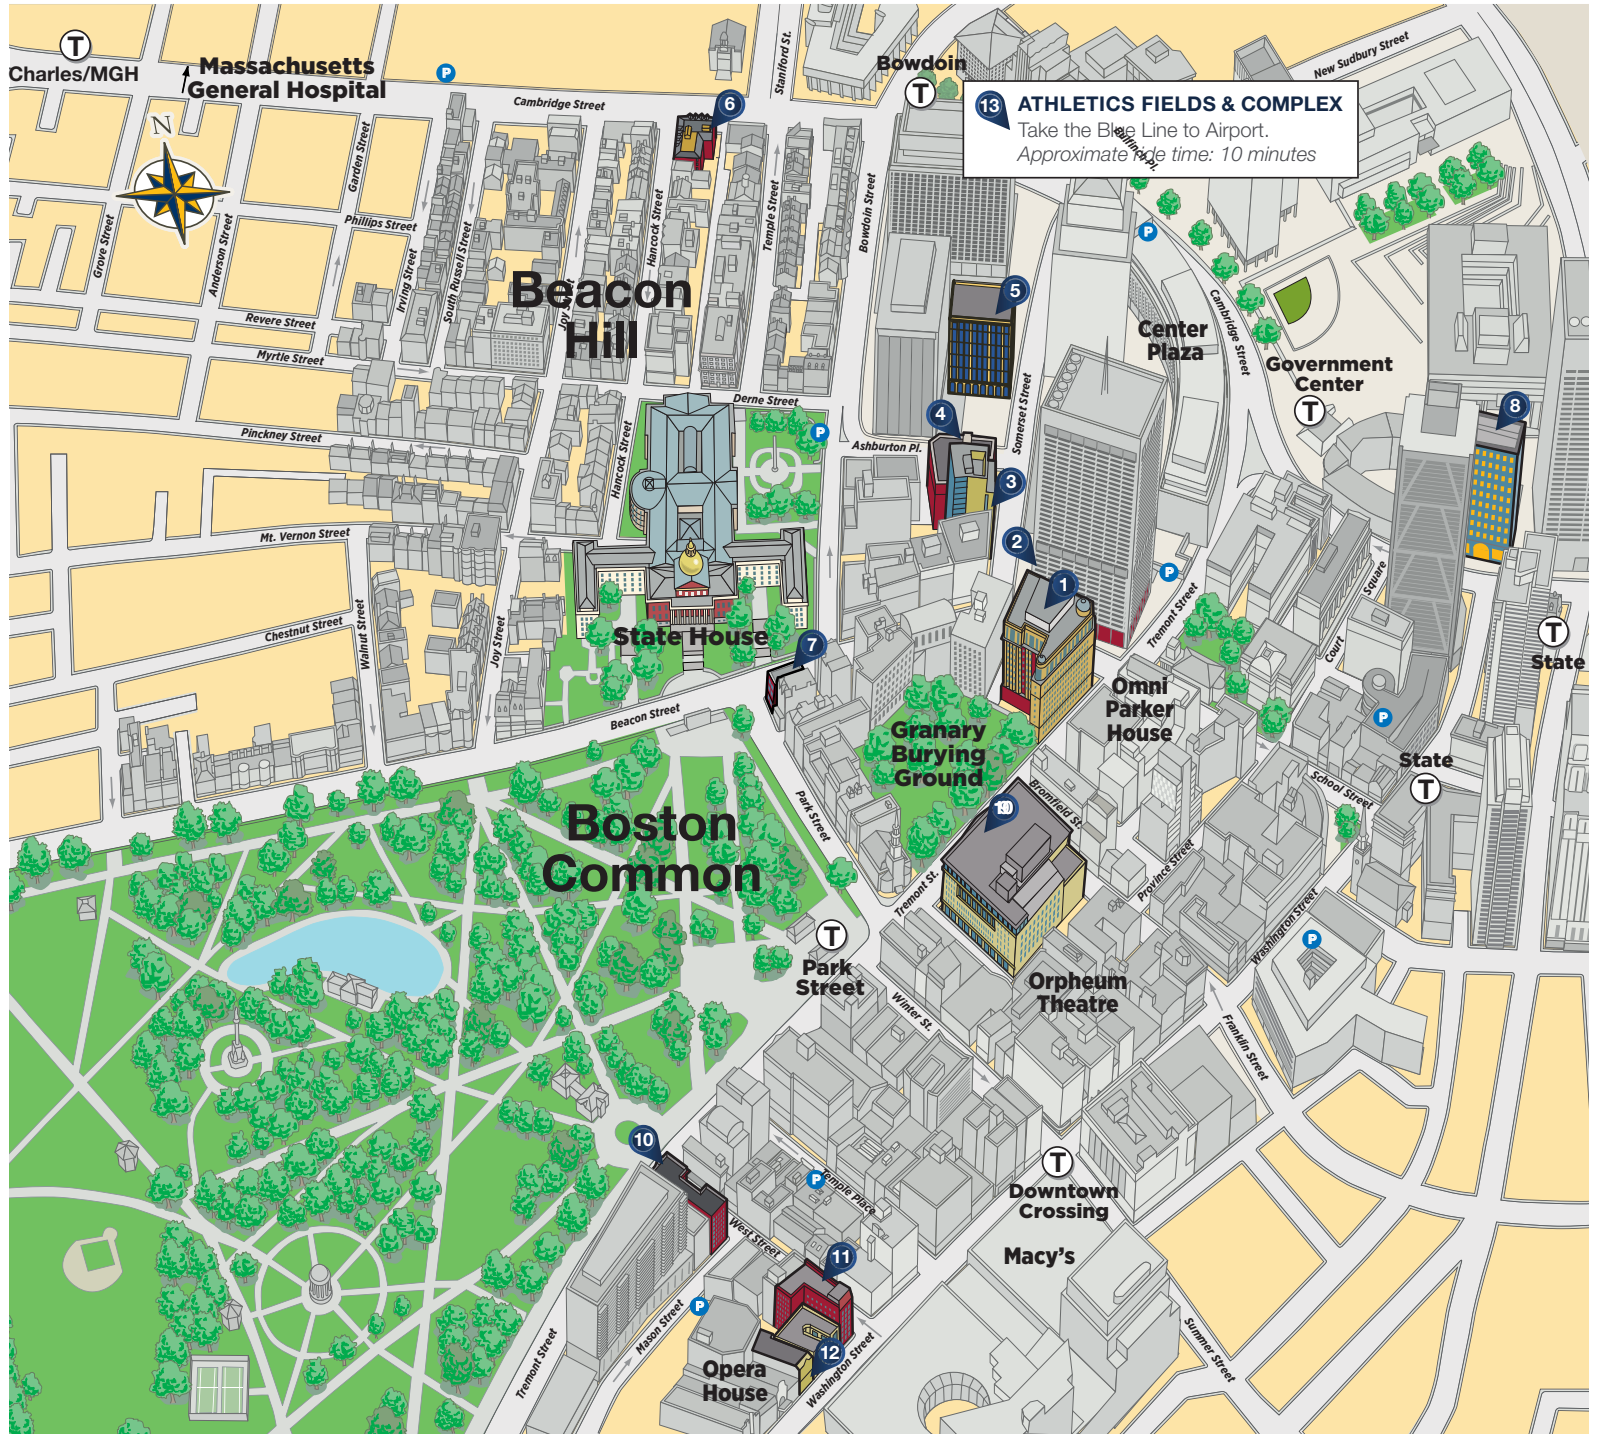 T
Charles/MGH
Massachusetts
General Hospital
P
Cambridge Street
6
Staniford St.
Bowdoin
T
New Sudbury Street
13 ATHLETICS FIELDS & COMPLEX
Take the Blue Line to Airport.
Approximate ride time: 10 minutes
Bulfinch Pl.
N
Garden Street
Phillips Street
Grove Street
Anderson Street
Irving Street
South Russell Street
Joy Street
Hancock Street
Temple Street
Bowdoin Street
P
Beacon
Hill
5
Revere Street
Myrtle Street
Center
Plaza
Cambridge Street
Government
Center
T
Somerset Street
Derne Street
P
4
8
Pinckney Street
Hancock Street
Ashburton Pl.
3
Mt. Vernon Street
2
1
P
Tremont Street
Square
Court
Chestnut Street
Walnut Street
Joy Street
State House
7
T
State
Omni
Parker
House
P
Beacon Street
Granary
Burying
Ground
State
T
School Street
Bromfield St.
Park Street
Boston
Common
Tremont St.
Province Street
Washington Street
P
T
Park
Street
Orpheum
Theatre
Winter St.
Franklin Street
10
T
Downtown
Crossing
P
Temple Place
West Street
Macy's
11
P
Mason Street
Tremont Street
12
Opera
House
Washington Street
Summer Street